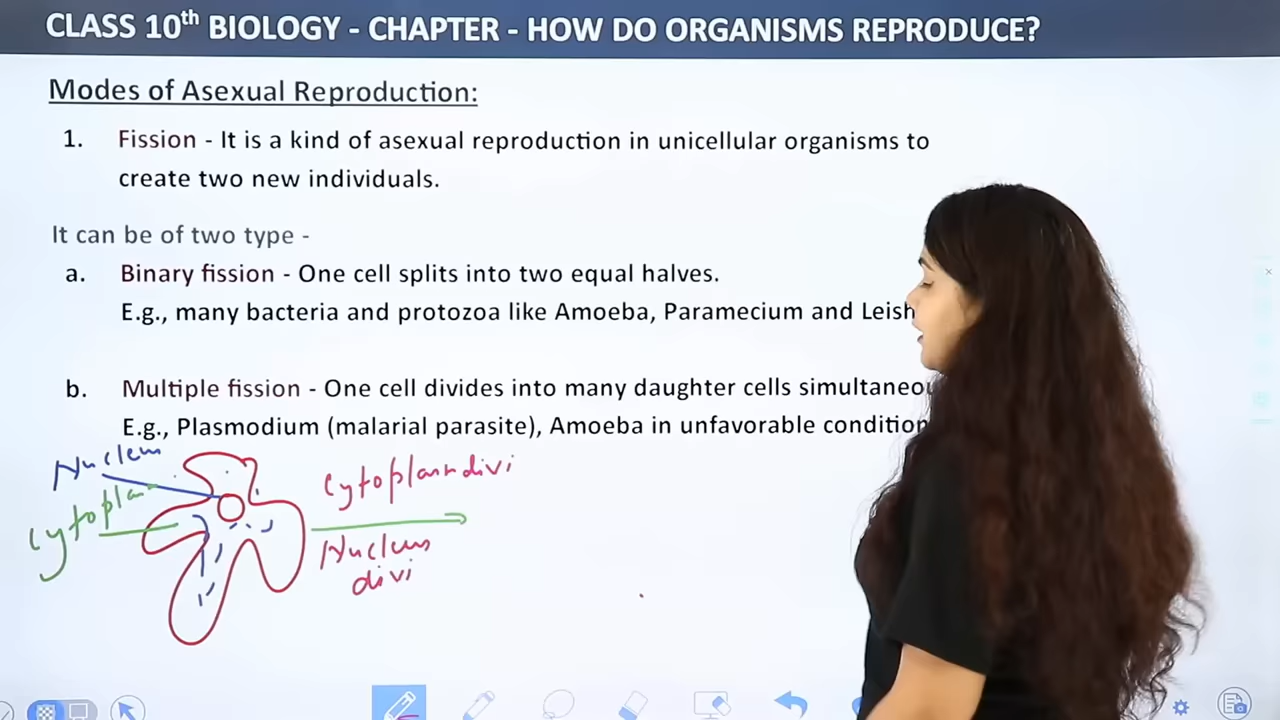 CLASS 10th BIOLOGY - CHAPTER - HOW DO ORGANISMS REPRODUCE?
Modes of Asexual Reproduction:
1. Fission - It is a kind of asexual reproduction in unicellular organisms to
create two new individuals.
It can be of two type -
a. Binary fission - One cell splits into two equal halves.
E.g., many bacteria and protozoa like Amoeba, Paramecium and Leish
b. Multiple fission - One cell divides into many daughter cells simultaneou
E.g., Plasmodium (malarial parasite), Amoeba in unfavorable condition
Nucleus
Cytoplasm divi
Nucleus
divi